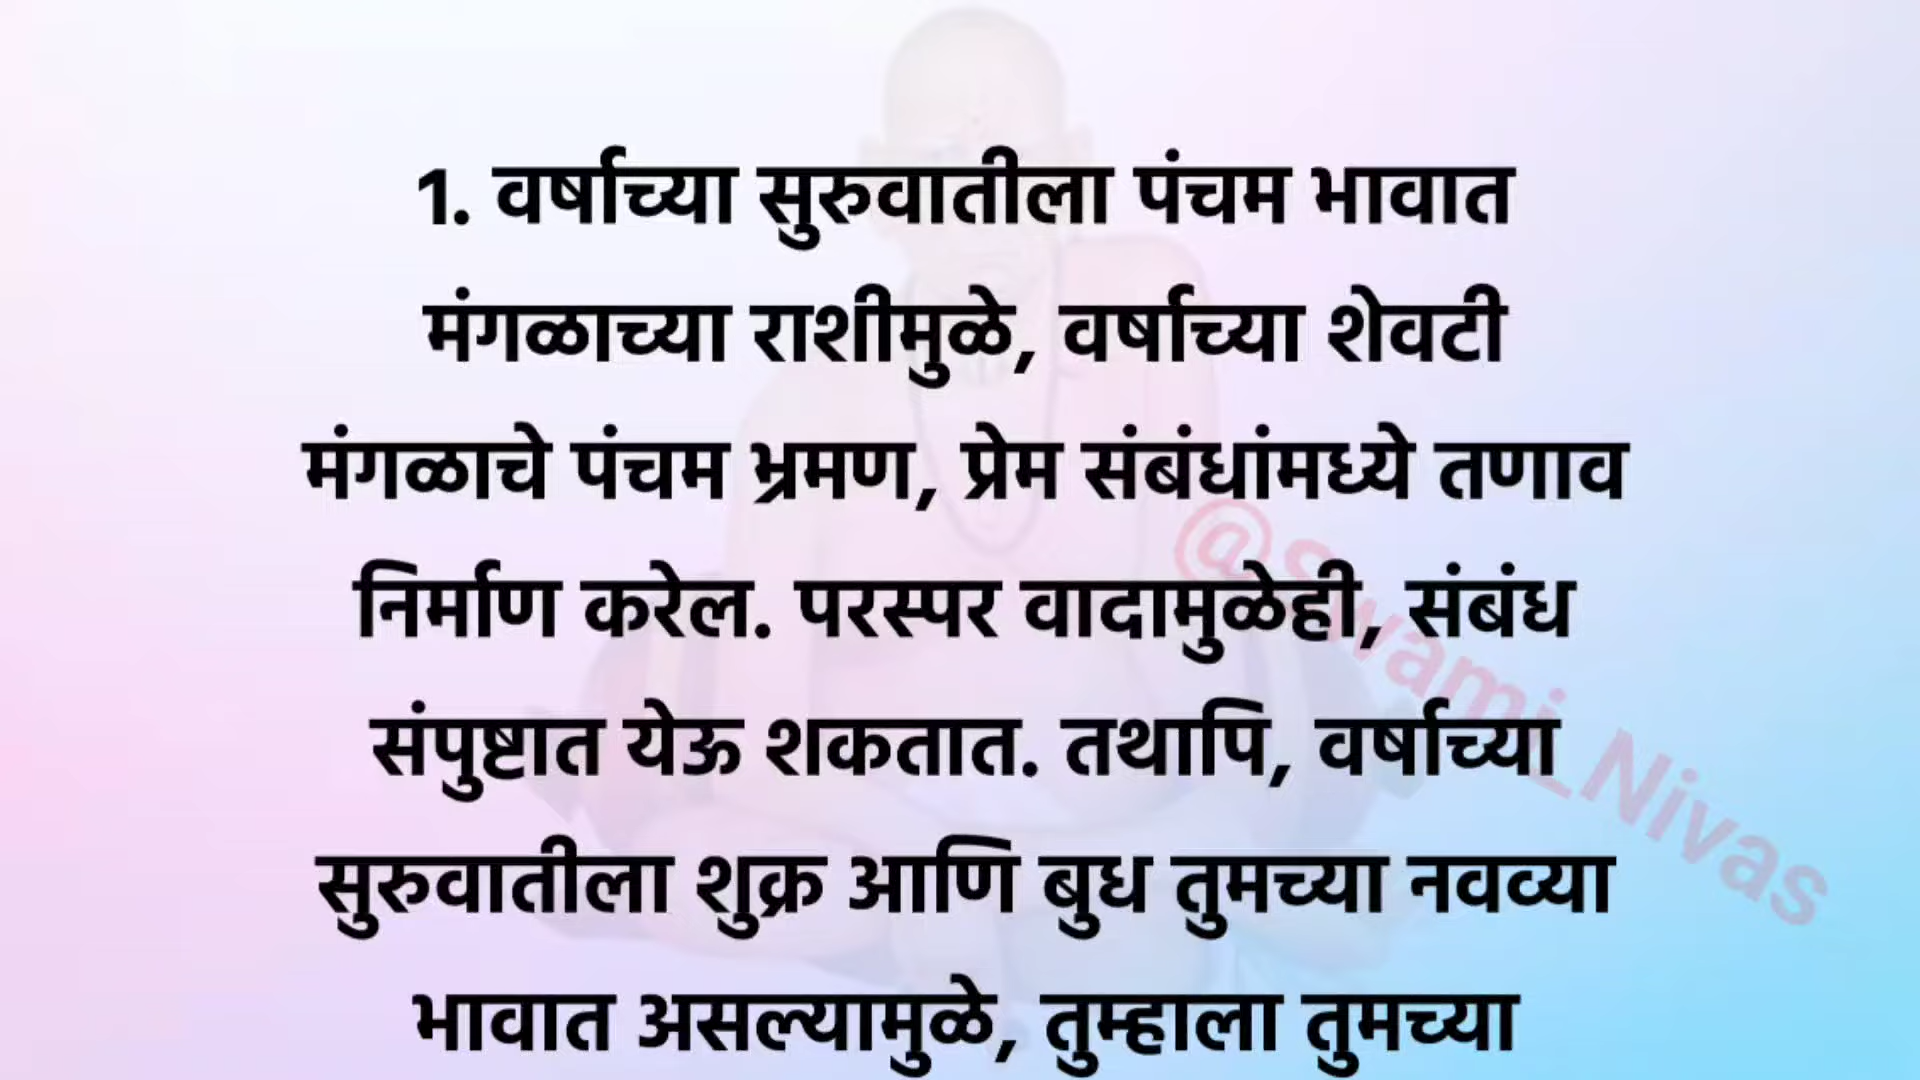 1. वर्षाच्या सुरुवातीला पंचम भावात
मंगळाच्या राशीमुळे, वर्षाच्या शेवटी
मंगळाचे पंचम भ्रमण, प्रेम संबंधांमध्ये तणाव
निर्माण करेल. परस्पर वादामुळेही, संबंध
संपुष्टात येऊ शकतात. तथापि, वर्षाच्या
सुरुवातीला शुक्र आणि बुध तुमच्या नवव्या
भावात असल्यामुळे, तुम्हाला तुमच्या
@Swami_Nivas